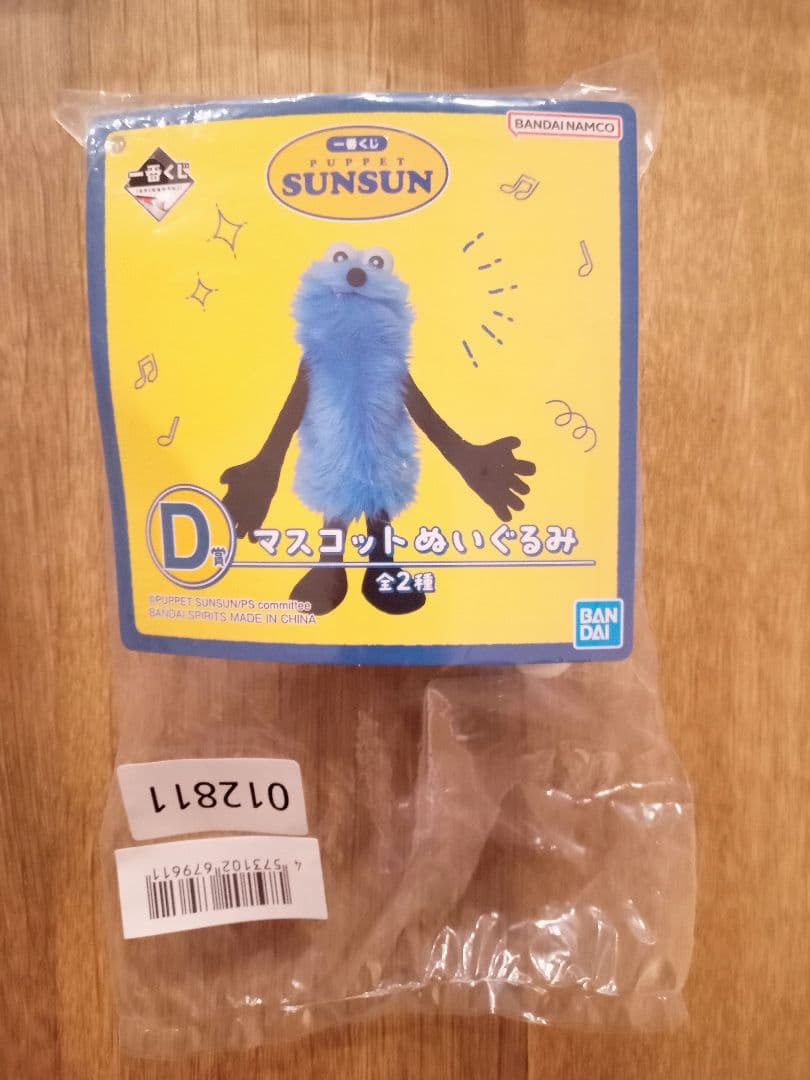 BANDAI NAMCO
一番くじ
PUPPET
SUNSUN
一番くじ
D賞
マスコットぬいぐるみ
全2種
©PUPPET SUNSUN/PS committee
BANDAI SPIRITS MADE IN CHINA
BAN
DAI
012811
4 573102 679611